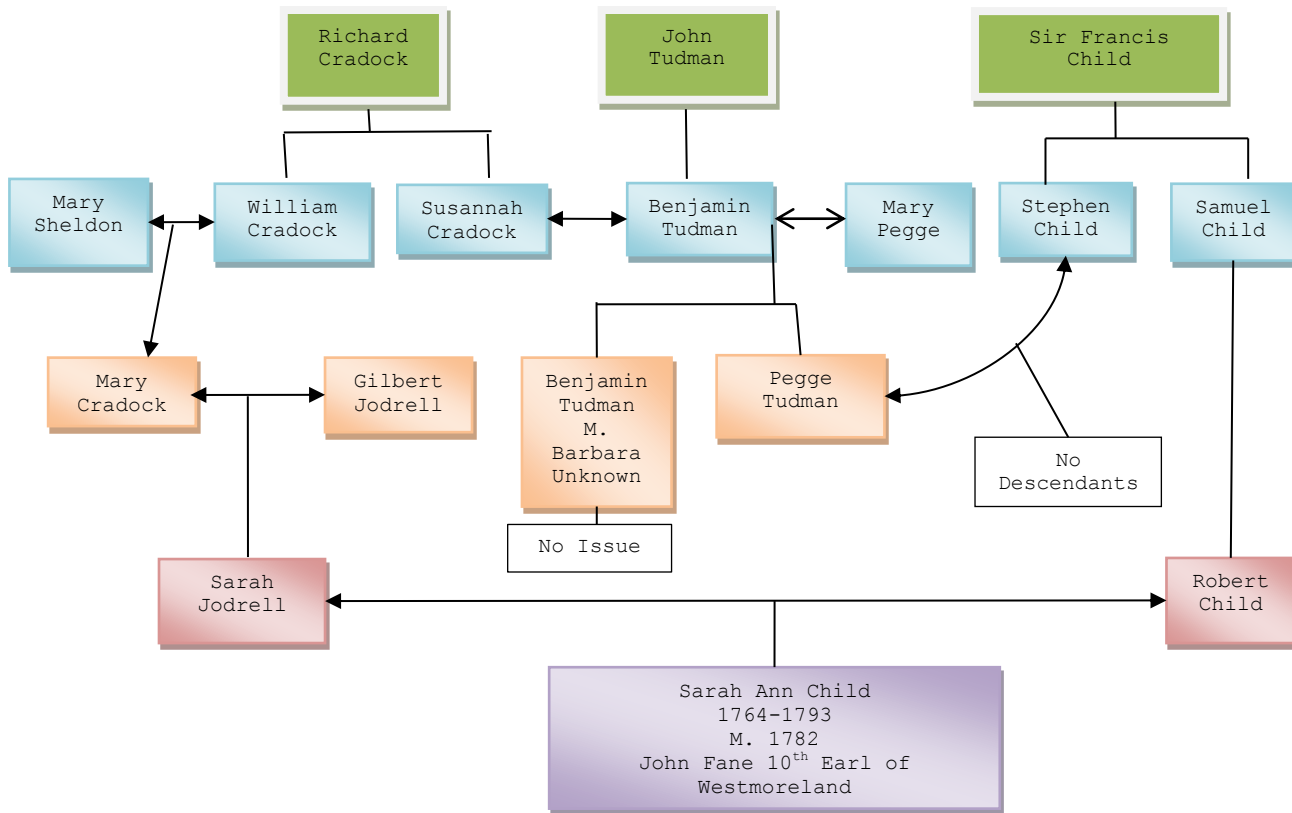 Richard
Cradock
John
Tudman
Sir Francis
Child
Mary
Sheldon
William
Cradock
Susannah
Cradock
Benjamin
Tudman
Mary
Pegge
Stephen
Child
Samuel
Child
Mary
Cradock
Gilbert
Jodrell
Benjamin
Tudman
M.
Barbara
Unknown
Pegge
Tudman
No
Descendants
No Issue
Sarah
Jodrell
Robert
Child
Sarah Ann Child
1764-1793
M. 1782
John Fane 10th Earl of
Westmoreland